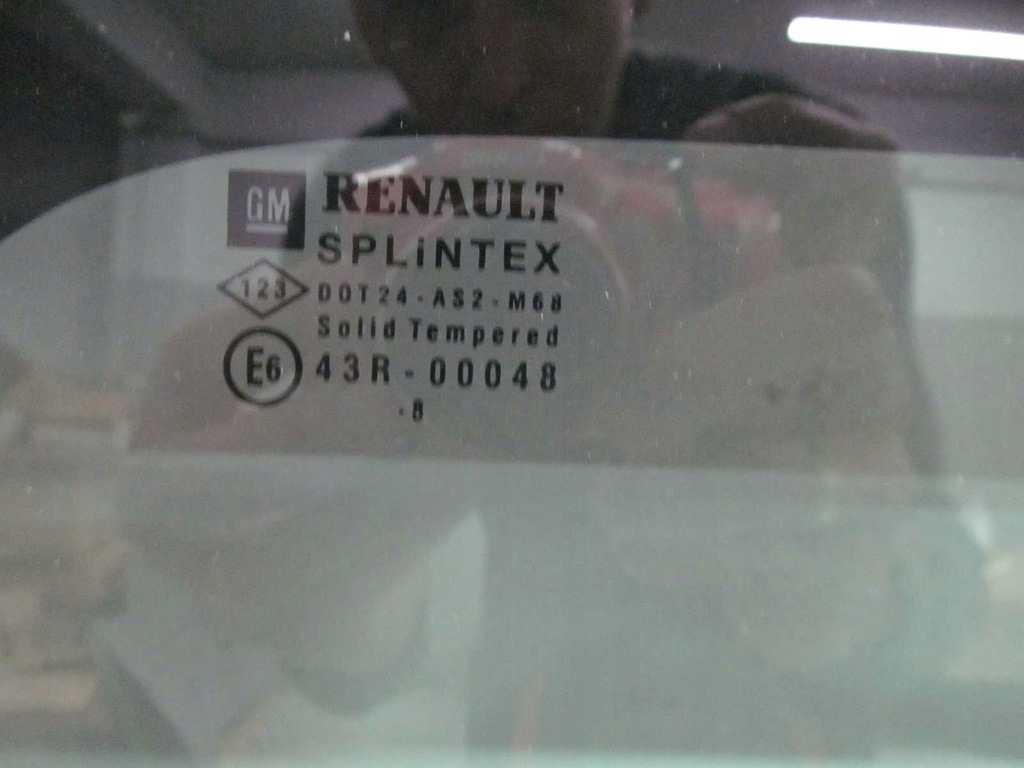 GM RENAULT
SPLiNTEX
123 DOT24-AS2-M68
Solid Tempered
E6 43R-00048
.8